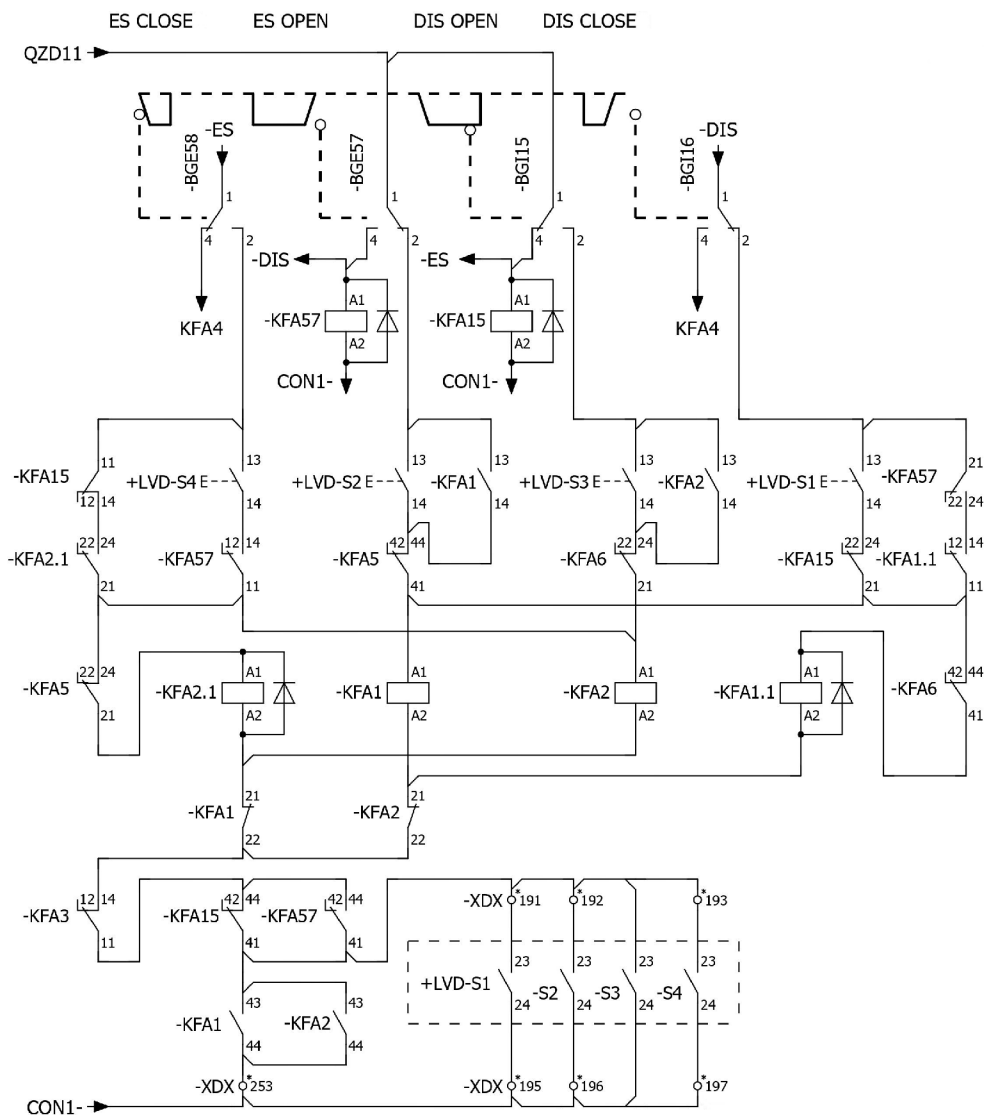 ES CLOSE ES OPEN DIS OPEN DIS CLOSE
QZD11
-BGE58 -ES -BGE57 -BGI15 -BGI16 -DIS
1 1 1 1
4 2 4 2 4 2 4 2
-DIS -ES
KFA4 -KFA57 A1 A2 -KFA15 A1 A2 KFA4
CON1- CON1-
-KFA15 11 12 14 +LVD-S4 E 13 14 +LVD-S2 E 13 14 -KFA1 13 14 +LVD-S3 E 13 14 -KFA2 13 14 +LVD-S1 E 13 14 -KFA57 21 22 24
-KFA2.1 22 24 21 -KFA57 12 14 11 -KFA5 42 44 41 -KFA6 22 24 21 -KFA15 22 24 21 -KFA1.1 12 14 11
-KFA5 22 24 21 -KFA2.1 A1 A2 -KFA1 A1 A2 -KFA2 A1 A2 -KFA1.1 A1 A2 -KFA6 42 44 41
-KFA1 21 22 -KFA2 21 22
-KFA3 12 14 11 -KFA15 42 44 41 -KFA57 42 44 41 -XDX *191 *192 *193
+LVD-S1 23 24 -S2 23 24 -S3 23 24 -S4 23 24
-KFA1 43 44 -KFA2 43 44
-XDX *253 -XDX *195 *196 *197
CON1-